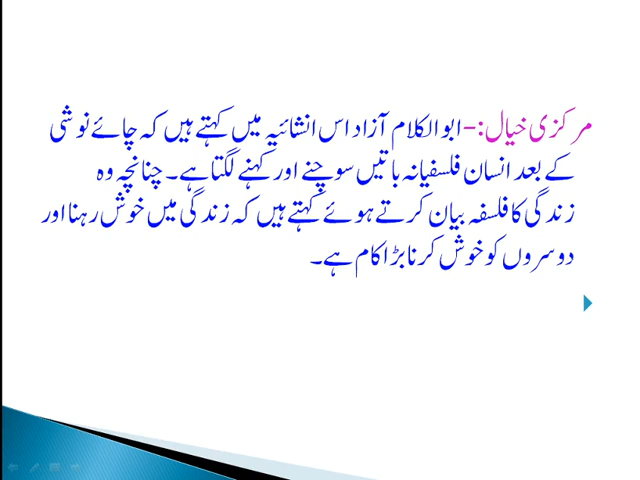 مرکزی خیال:- ابوالکلام آزاد اس انشائیہ میں کہتے ہیں کہ چائے نوشی
کے بعد انسان فلسفیانہ باتیں سوچنے اور کہنے لگتا ہے۔ چنانچہ وہ
زندگی کا فلسفہ بیان کرتے ہوئے کہتے ہیں کہ زندگی میں خوش رہنا اور
دوسروں کو خوش کرنا بڑا کام ہے۔